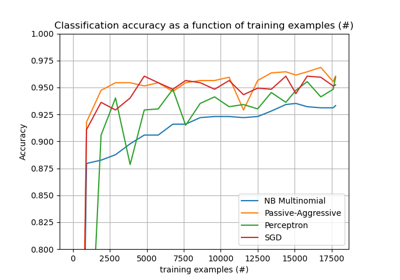 Classification accuracy as a function of training examples (#)
1.000
0.975
0.950
0.925
0.900
0.875
0.850
0.825
0.800
Accuracy
0
2500
5000
7500
10000
12500
15000
17500
training examples (#)
NB Multinomial
Passive-Aggressive
Perceptron
SGD